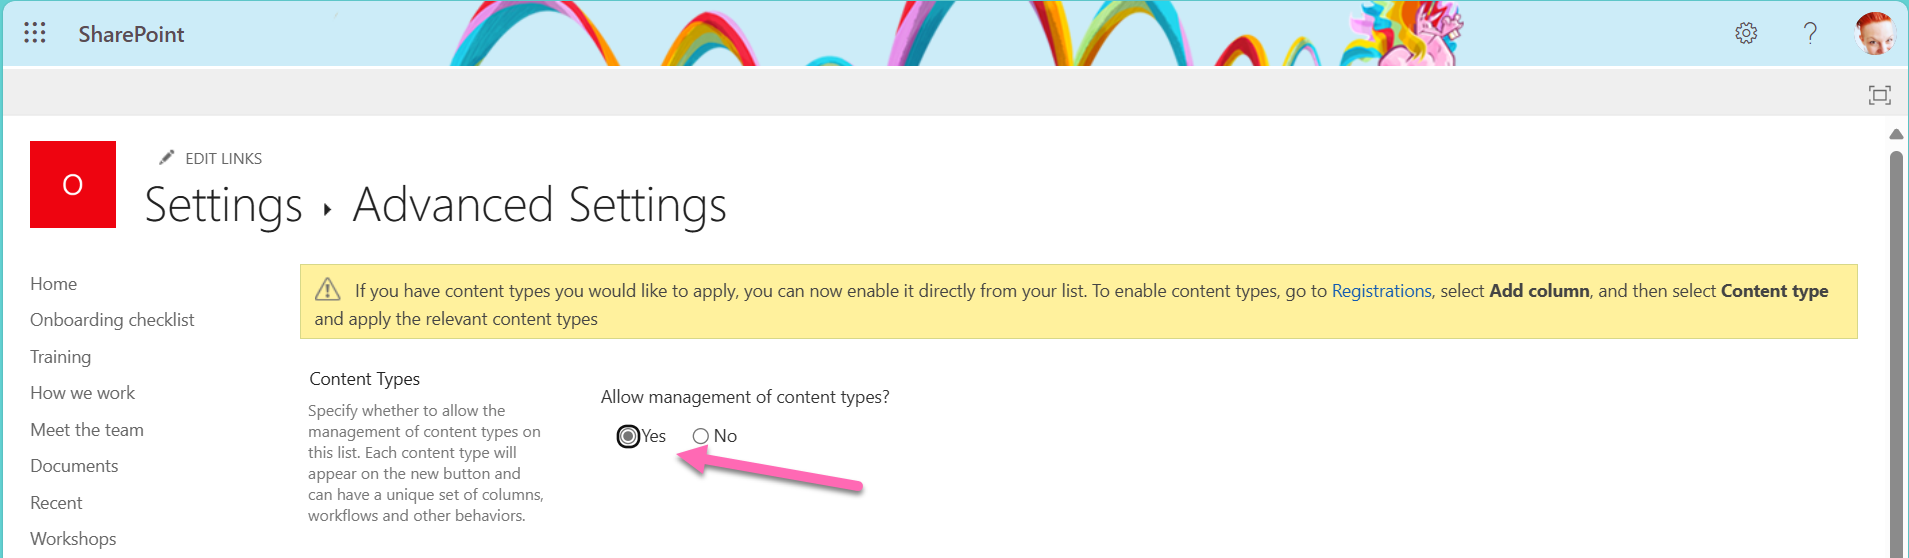 SharePoint
?
O
EDIT LINKS
Settings ▸ Advanced Settings
Home
Onboarding checklist
Training
How we work
Meet the team
Documents
Recent
Workshops
If you have content types you would like to apply, you can now enable it directly from your list. To enable content types, go to Registrations, select Add column, and then select Content type
and apply the relevant content types
Content Types
Specify whether to allow the
management of content types on
this list. Each content type will
appear on the new button and
can have a unique set of columns,
workflows and other behaviors.
Allow management of content types?
Yes No